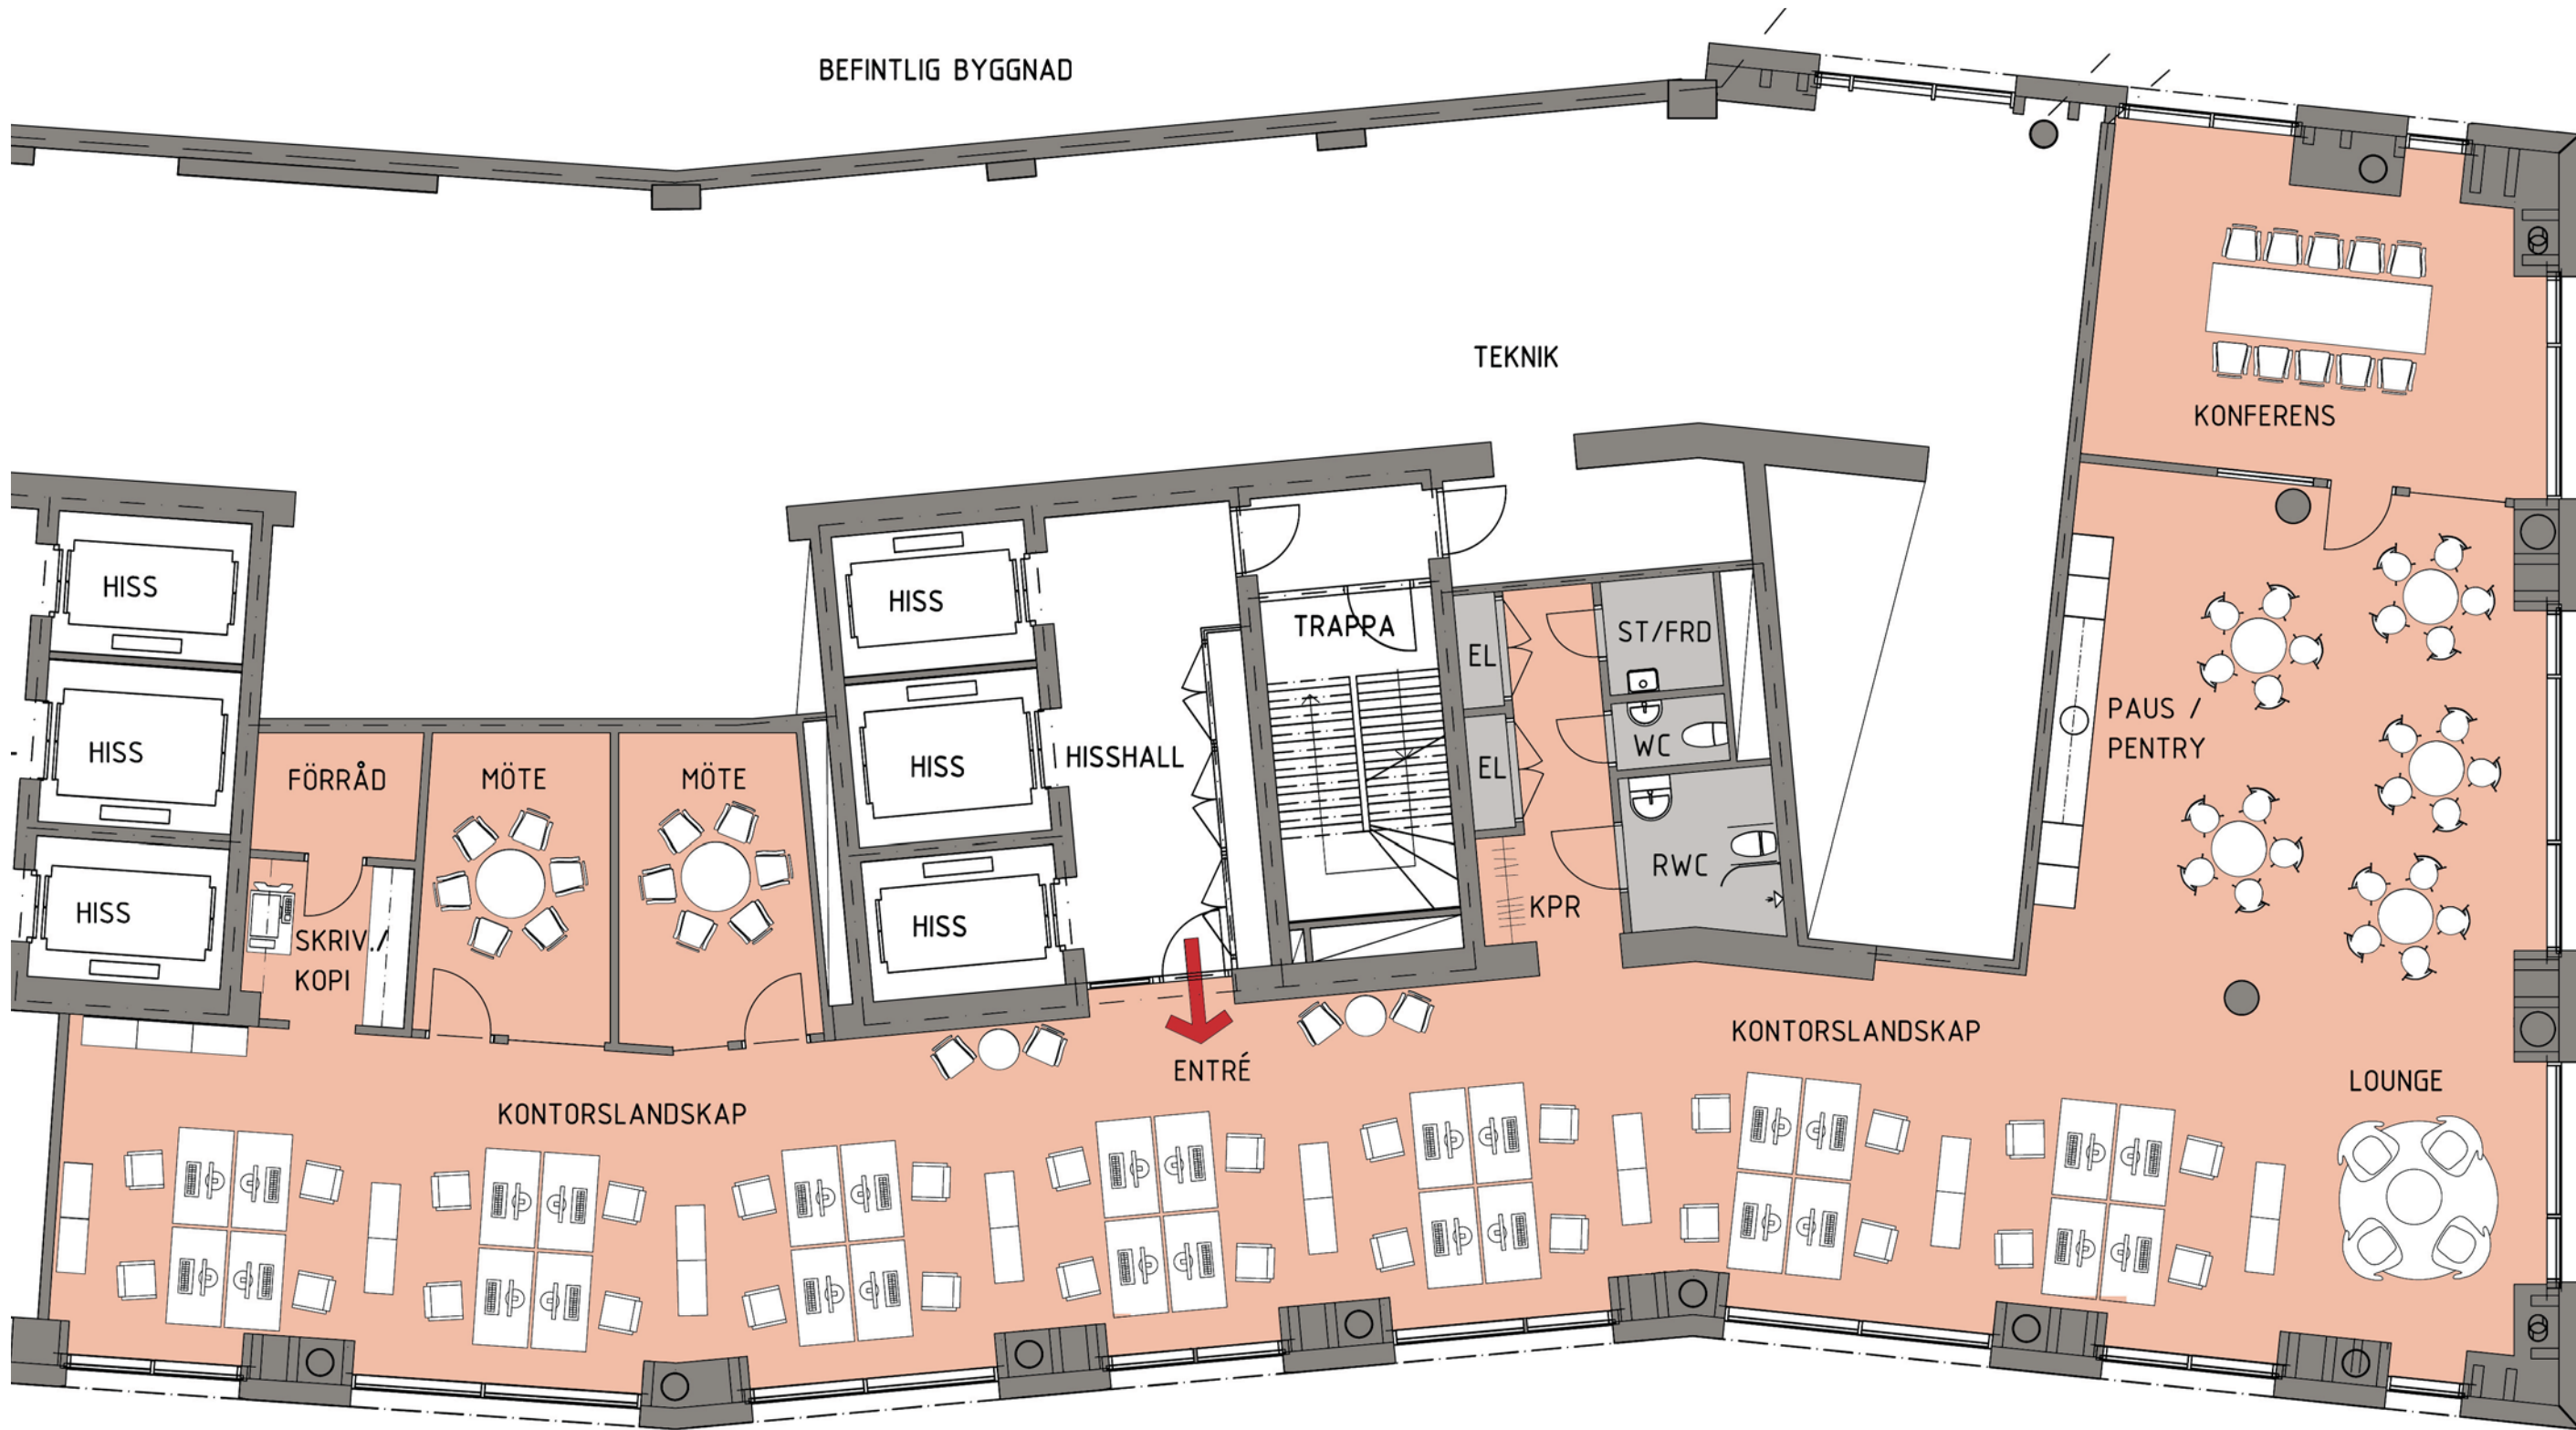 BEFINTLIG BYGGNAD
TEKNIK
KONFERENS
HISS
HISS
TRAPPA
ST/FRD
EL
PAUS /
PENTRY
HISS
FÖRRÅD
MÖTE
MÖTE
HISS
HISSHALL
WC
EL
HISS
SKRIV./
KOPI
HISS
RWC
KPR
KONTORSLANDSKAP
ENTRÉ
LOUNGE
KONTORSLANDSKAP